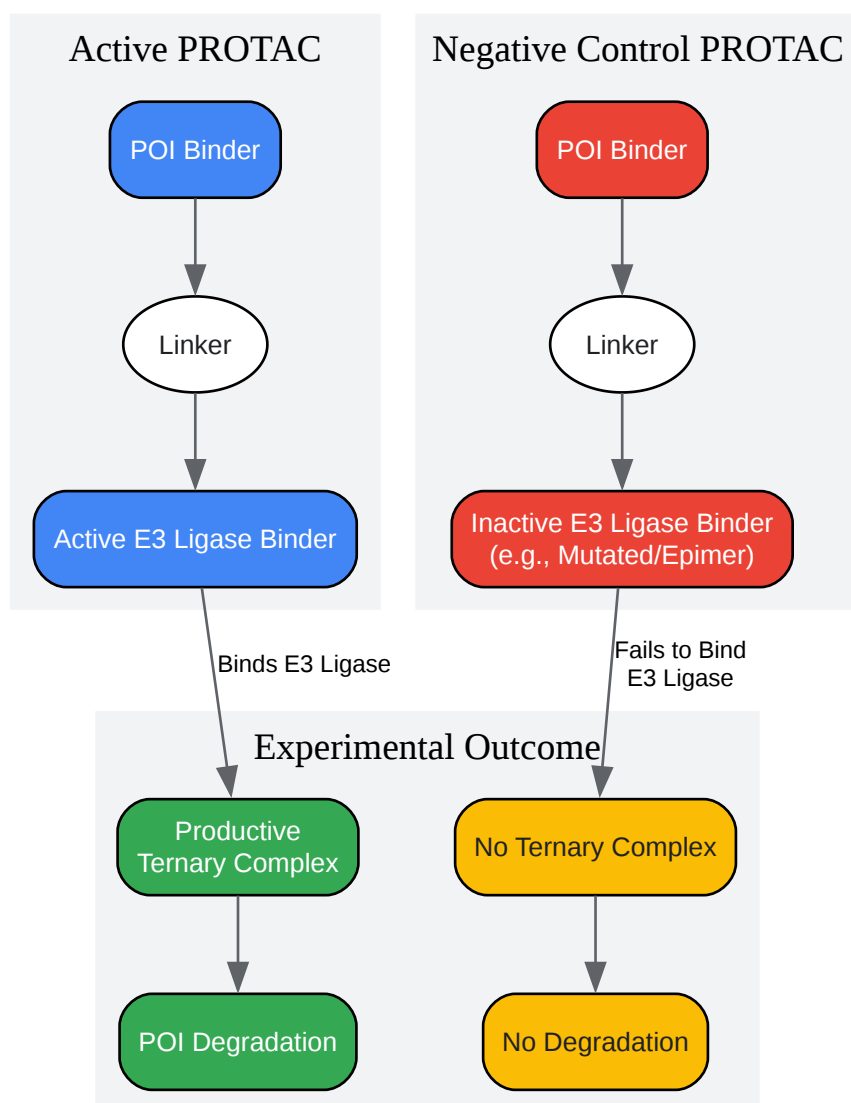 Active PROTAC
POI Binder
Linker
Active E3 Ligase Binder
Binds E3 Ligase
Negative Control PROTAC
POI Binder
Linker
Inactive E3 Ligase Binder
(e.g., Mutated/Epimer)
Fails to Bind
E3 Ligase
Experimental Outcome
Productive
Ternary Complex
POI Degradation
No Ternary Complex
No Degradation